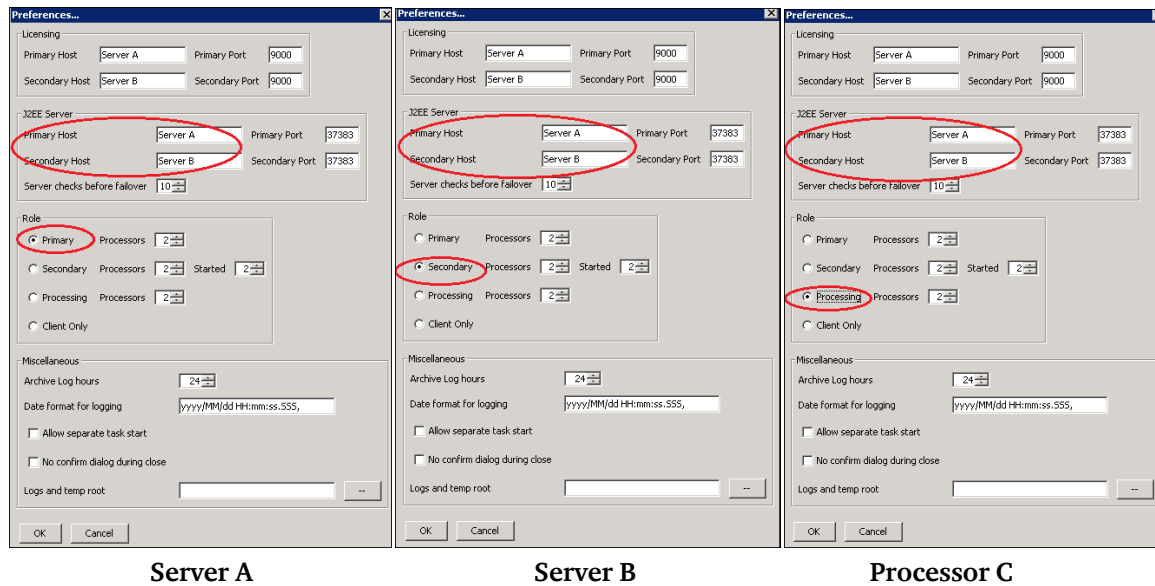 Preferences...
Licensing
Primary Host Server A Primary Port 9000
Secondary Host Server B Secondary Port 9000
J2EE Server
Primary Host Server A Primary Port 37383
Secondary Host Server B Secondary Port 37383
Server checks before failover 10
Role
Primary Processors 2
Secondary Processors 2 Started 2
Processing Processors 2
Client Only
Miscellaneous
Archive Log hours 24
Date format for logging yyyy/MM/dd HH:mm:ss.SSS,
Allow separate task start
No confirm dialog during close
Logs and temp root --
OK Cancel
Server A
Preferences...
Licensing
Primary Host Server A Primary Port 9000
Secondary Host Server B Secondary Port 9000
J2EE Server
Primary Host Server A Primary Port 37383
Secondary Host Server B Secondary Port 37383
Server checks before failover 10
Role
Primary Processors 2
Secondary Processors 2 Started 2
Processing Processors 2
Client Only
Miscellaneous
Archive Log hours 24
Date format for logging yyyy/MM/dd HH:mm:ss.SSS,
Allow separate task start
No confirm dialog during close
Logs and temp root --
OK Cancel
Server B
Preferences...
Licensing
Primary Host Server A Primary Port 9000
Secondary Host Server B Secondary Port 9000
J2EE Server
Primary Host Server A Primary Port 37383
Secondary Host Server B Secondary Port 37383
Server checks before failover 10
Role
Primary Processors 2
Secondary Processors 2 Started 2
Processing Processors 2
Client Only
Miscellaneous
Archive Log hours 24
Date format for logging yyyy/MM/dd HH:mm:ss.SSS,
Allow separate task start
No confirm dialog during close
Logs and temp root --
OK Cancel
Processor C